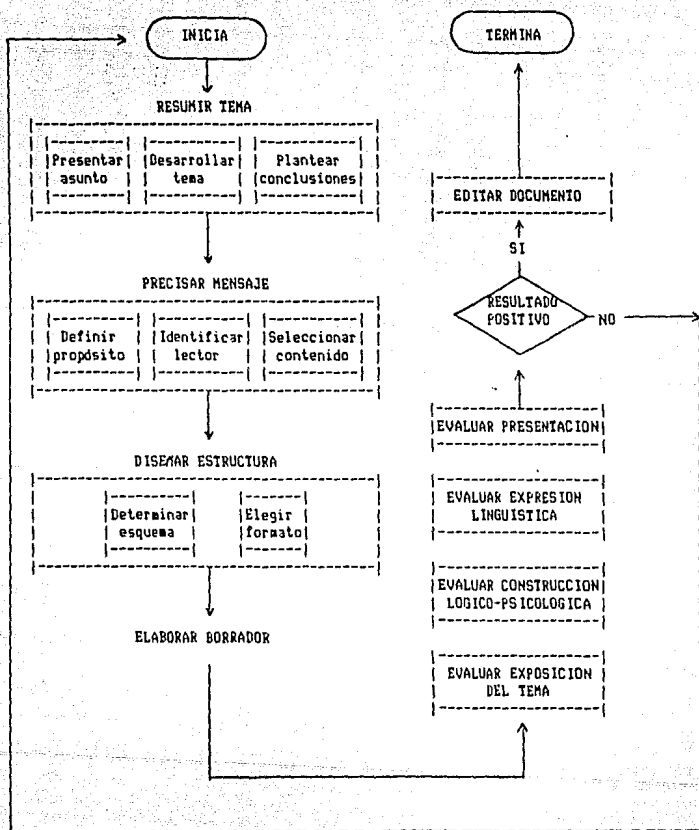 INICIA
RESUMIR TEMA
Presentar asunto
Desarrollar tema
Plantear conclusiones
PRECISAR MENSAJE
Definir propósito
Identificar lector
Seleccionar contenido
DISEÑAR ESTRUCTURA
Determinar esquema
Elegir formato
ELABORAR BORRADOR
TERMINA
EDITAR DOCUMENTO
SI
RESULTADO
POSITIVO
NO
EVALUAR PRESENTACION
EVALUAR EXPRESION
LINGUISTICA
EVALUAR CONSTRUCCION
LOGICO-PSICOLOGICA
EVALUAR EXPOSICION
DEL TEMA